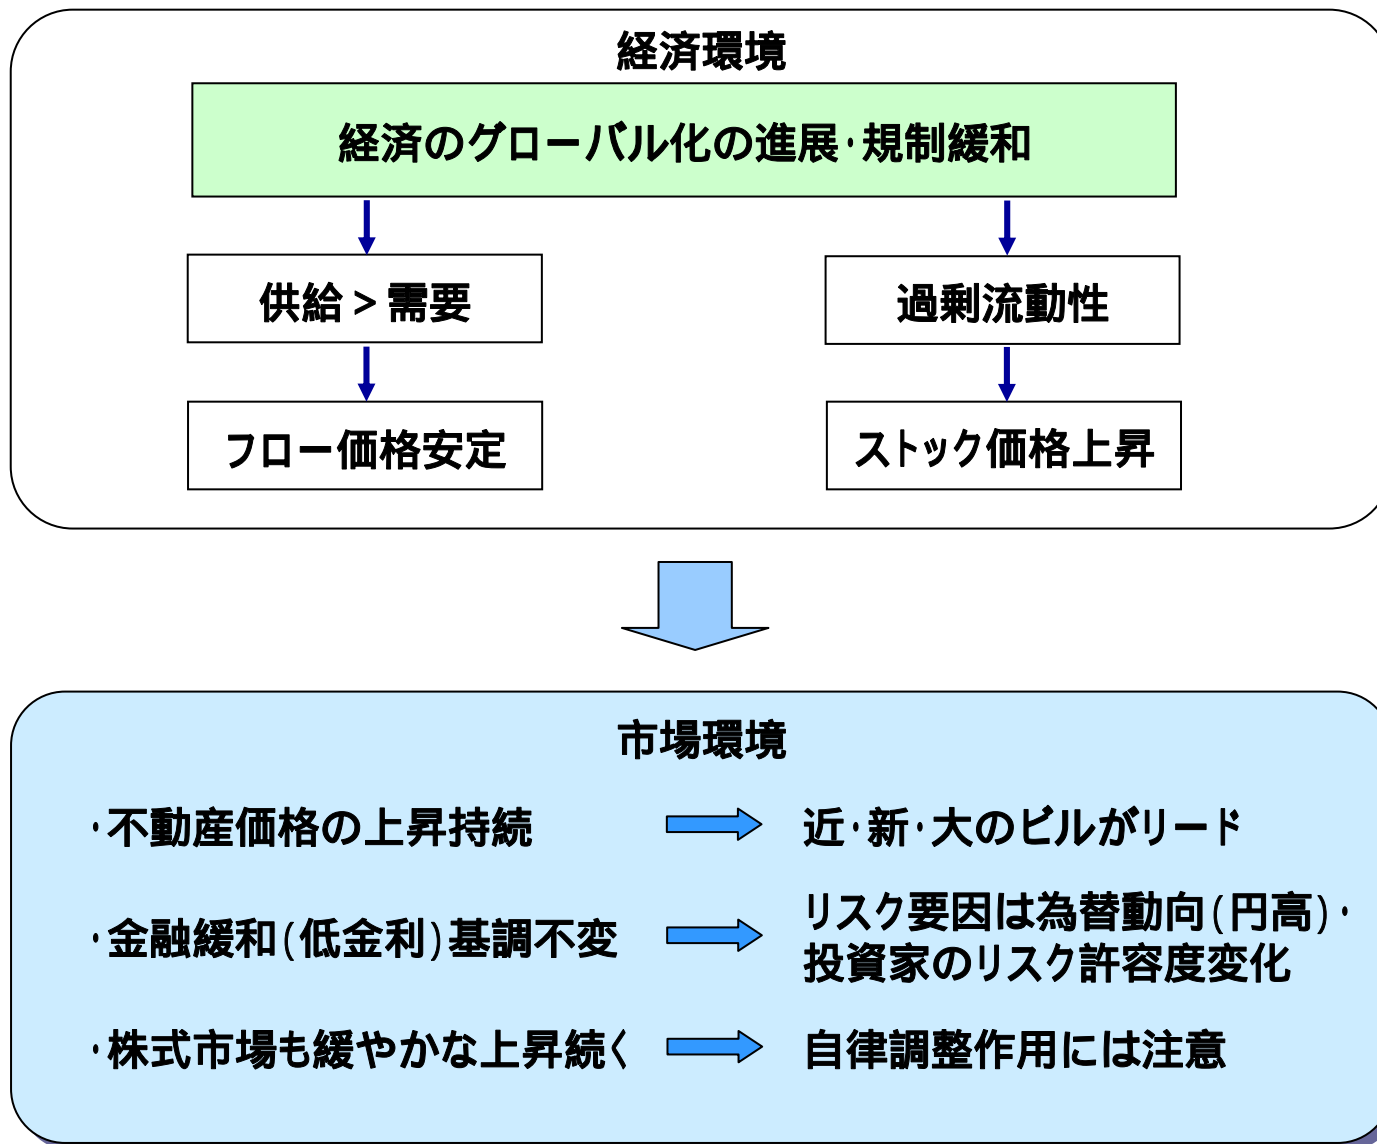 経済環境
経済のグローバル化の進展・規制緩和
供給＞需要
過剰流動性
フロー価格安定
ストック価格上昇
市場環境
・不動産価格の上昇持続
近・新・大のビルがリード
・金融緩和(低金利)基調不変
リスク要因は為替動向(円高)・
投資家のリスク許容度変化
・株式市場も緩やかな上昇続く
自律調整作用には注意